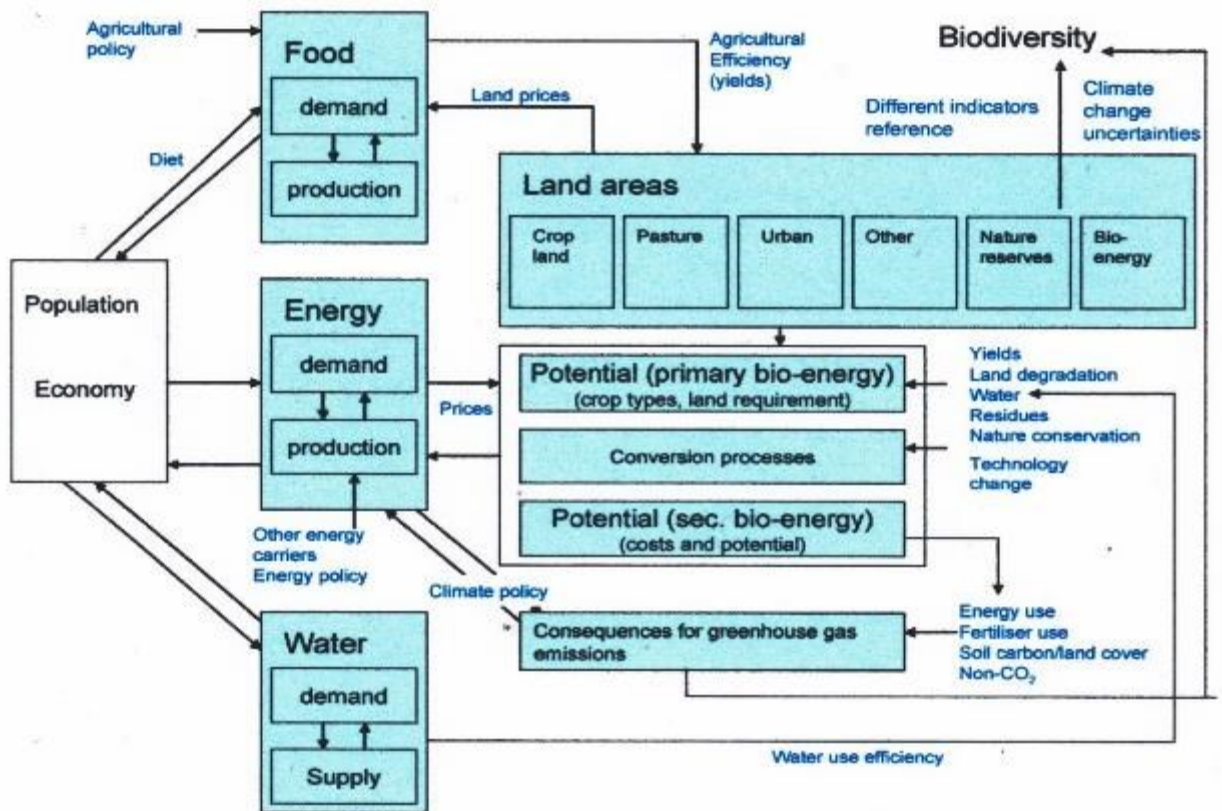 Agricultural
policy
Food
demand
production
Diet
Land prices
Agricultural
Efficiency
(yields)
Biodiversity
Different indicators
reference
Climate
change
uncertainties
Land areas
Crop
land
Pasture
Urban
Other
Nature
reserves
Bio-
energy
Population
Economy
Energy
demand
production
Prices
Other energy
carriers
Energy policy
Potential (primary bio-energy)
(crop types, land requirement)
Conversion processes
Potential (sec. bio-energy)
(costs and potential)
Yields
Land degradation
Water
Residues
Nature conservation
Technology
change
Climate policy
Consequences for greenhouse gas
emissions
Energy use
Fertiliser use
Soil carbon/land cover
Non-CO₂
Water
demand
Supply
Water use efficiency